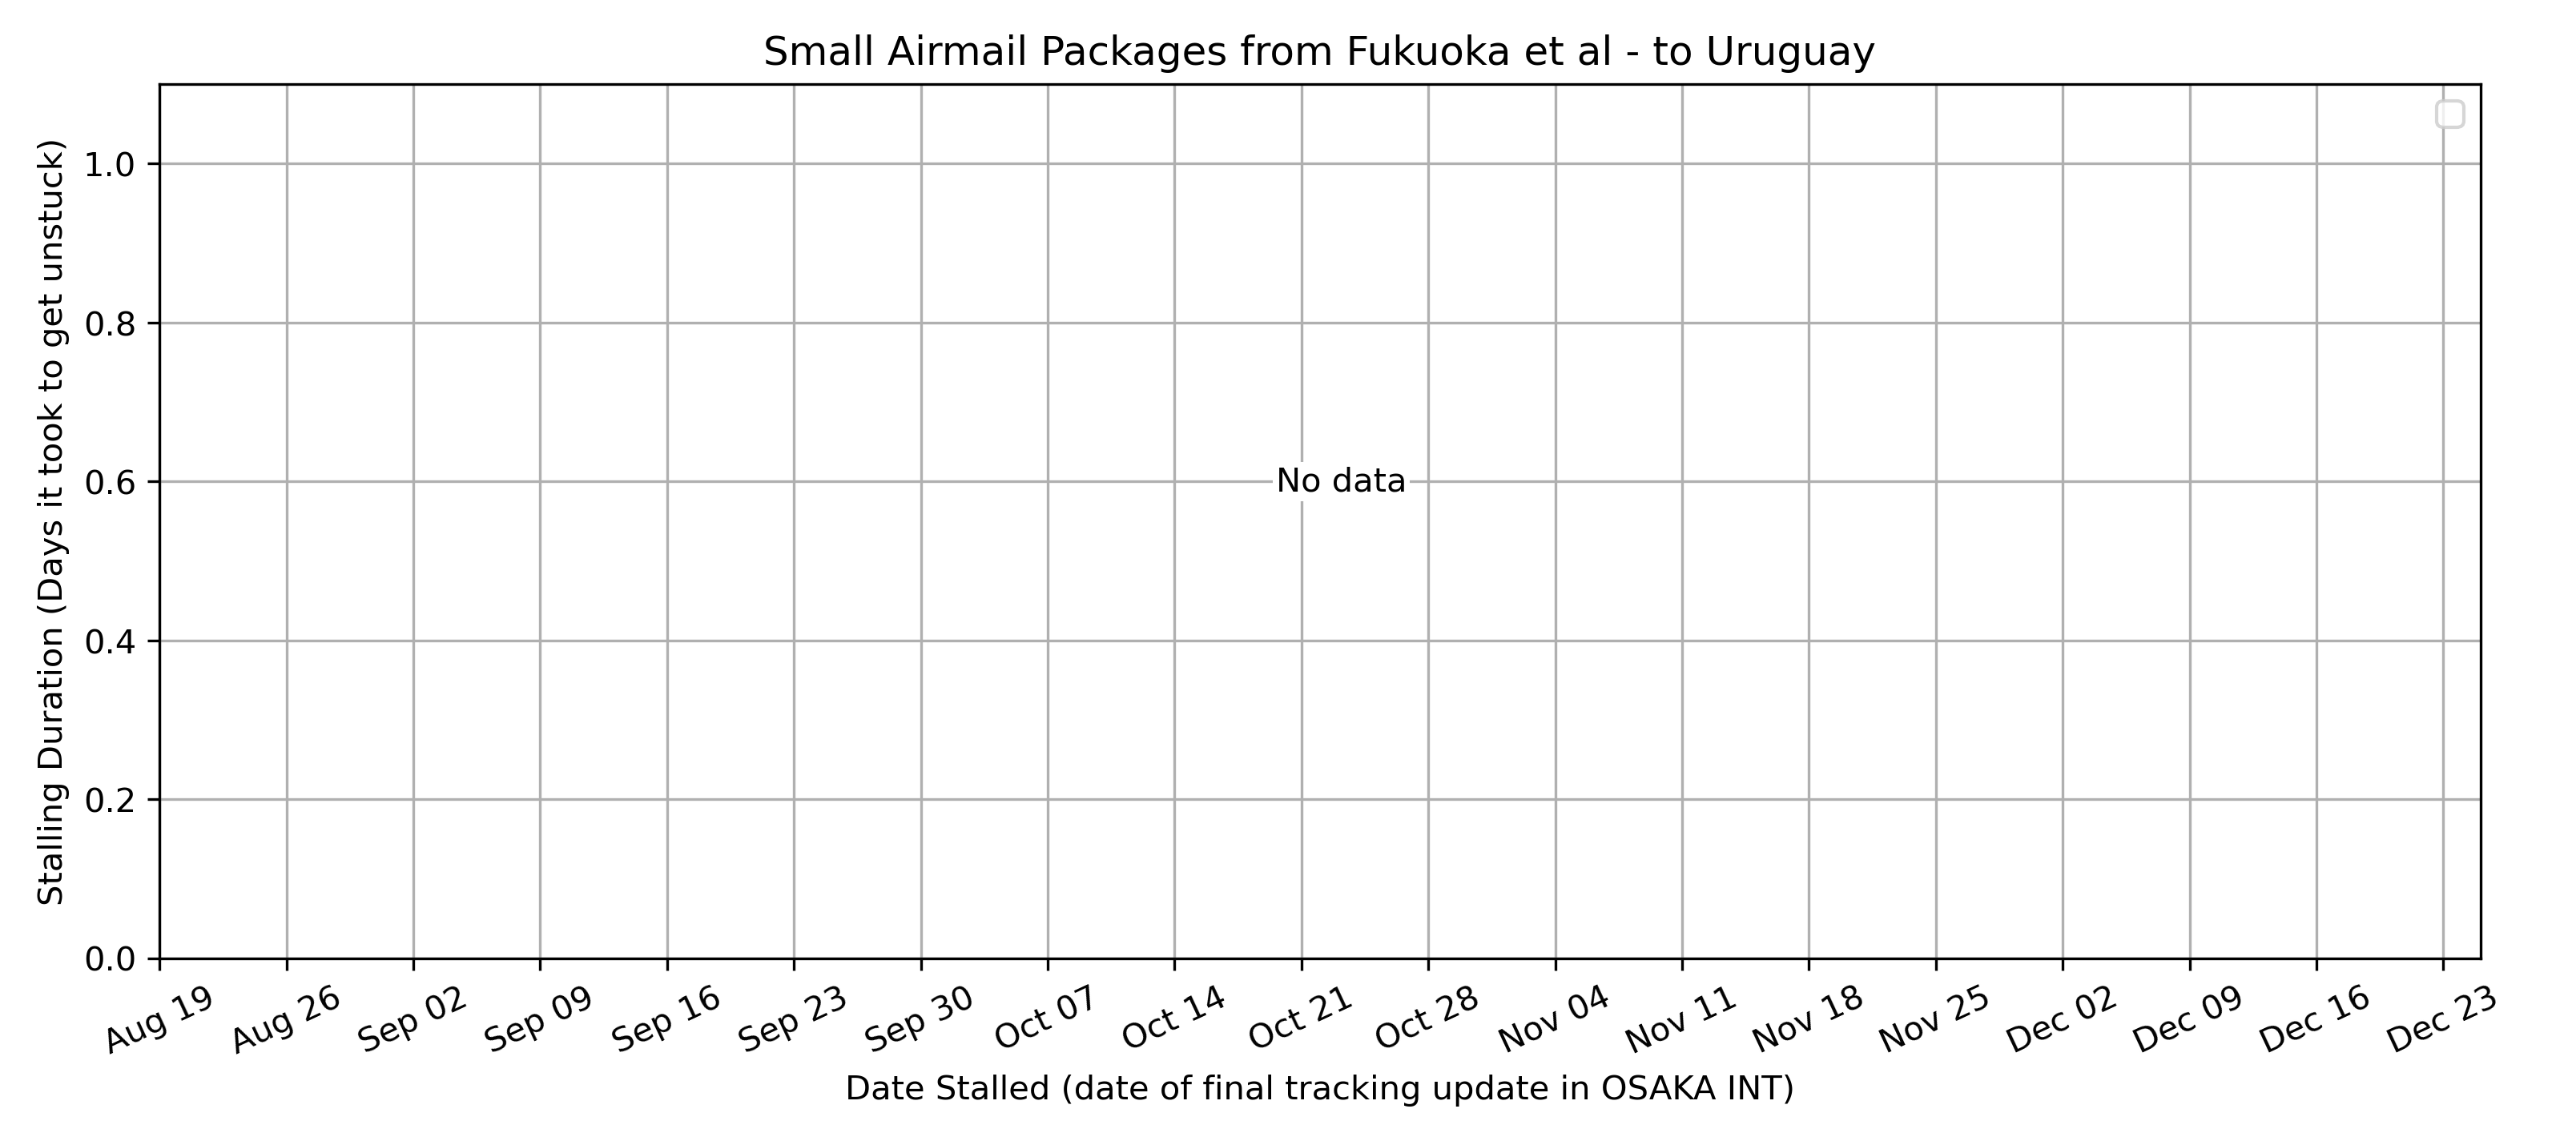 Small Airmail Packages from Fukuoka et al - to Uruguay
Stalling Duration (Days it took to get unstuck)
1.0
0.8
0.6
0.4
0.2
0.0
No data
Aug 19
Aug 26
Sep 02
Sep 09
Sep 16
Sep 23
Sep 30
Oct 07
Oct 14
Oct 21
Oct 28
Nov 04
Nov 11
Nov 18
Nov 25
Dec 02
Dec 09
Dec 16
Dec 23
Date Stalled (date of final tracking update in OSAKA INT)